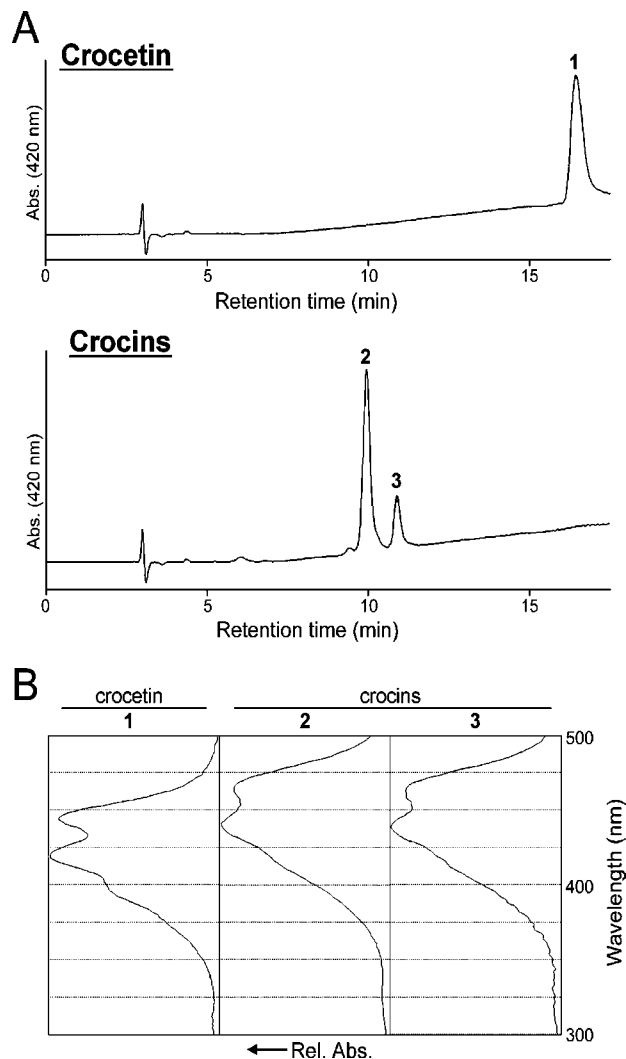 A
Crocetin
1
Abs. (420 nm)
0 5 10 15
Retention time (min)
Crocins
2
3
Abs. (420 nm)
0 5 10 15
Retention time (min)
B
crocetin crocins
1 2 3
500
400
300
Wavelength (nm)
Rel. Abs.